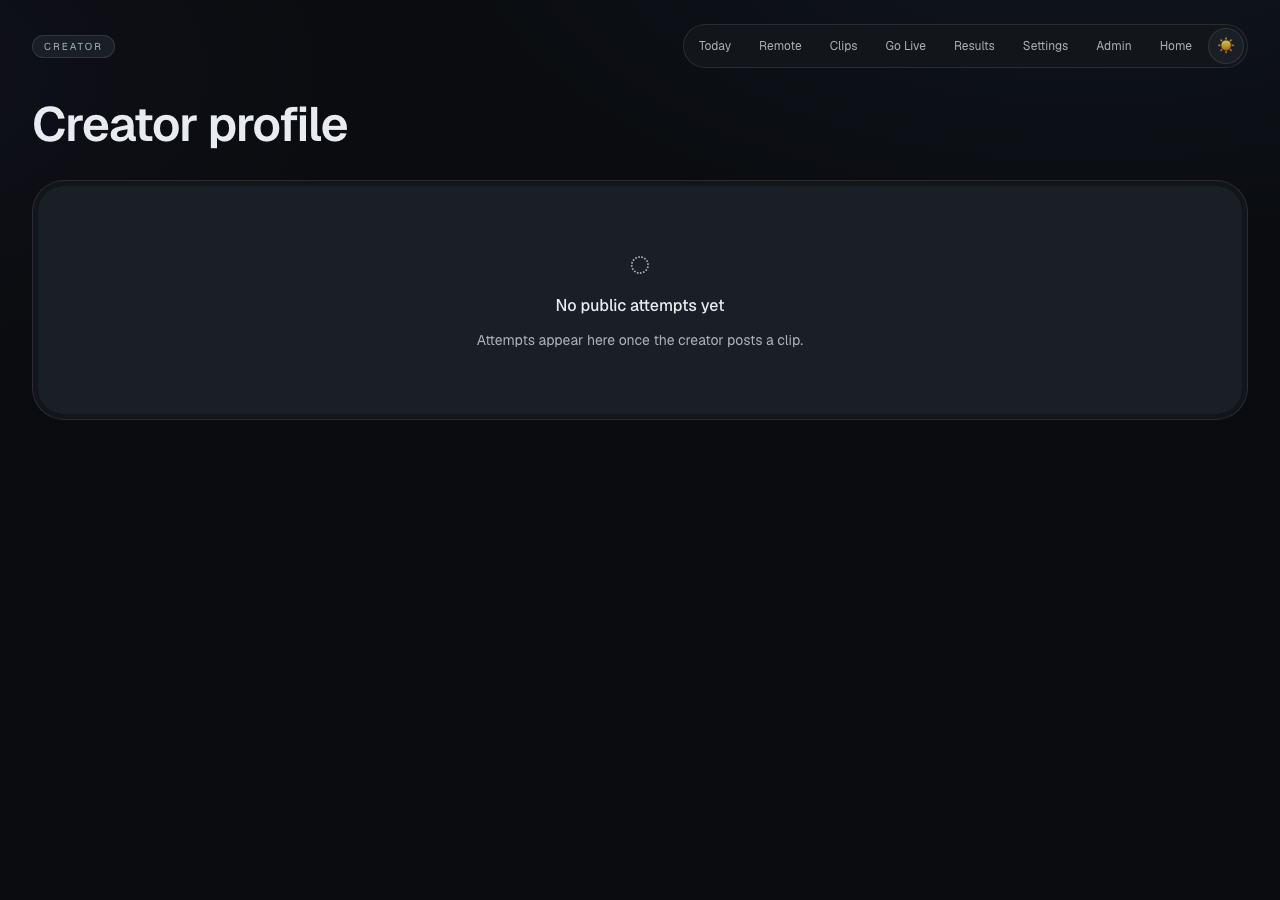 CREATOR
Today Remote Clips Go Live Results Settings Admin Home
Creator profile
No public attempts yet
Attempts appear here once the creator posts a clip.